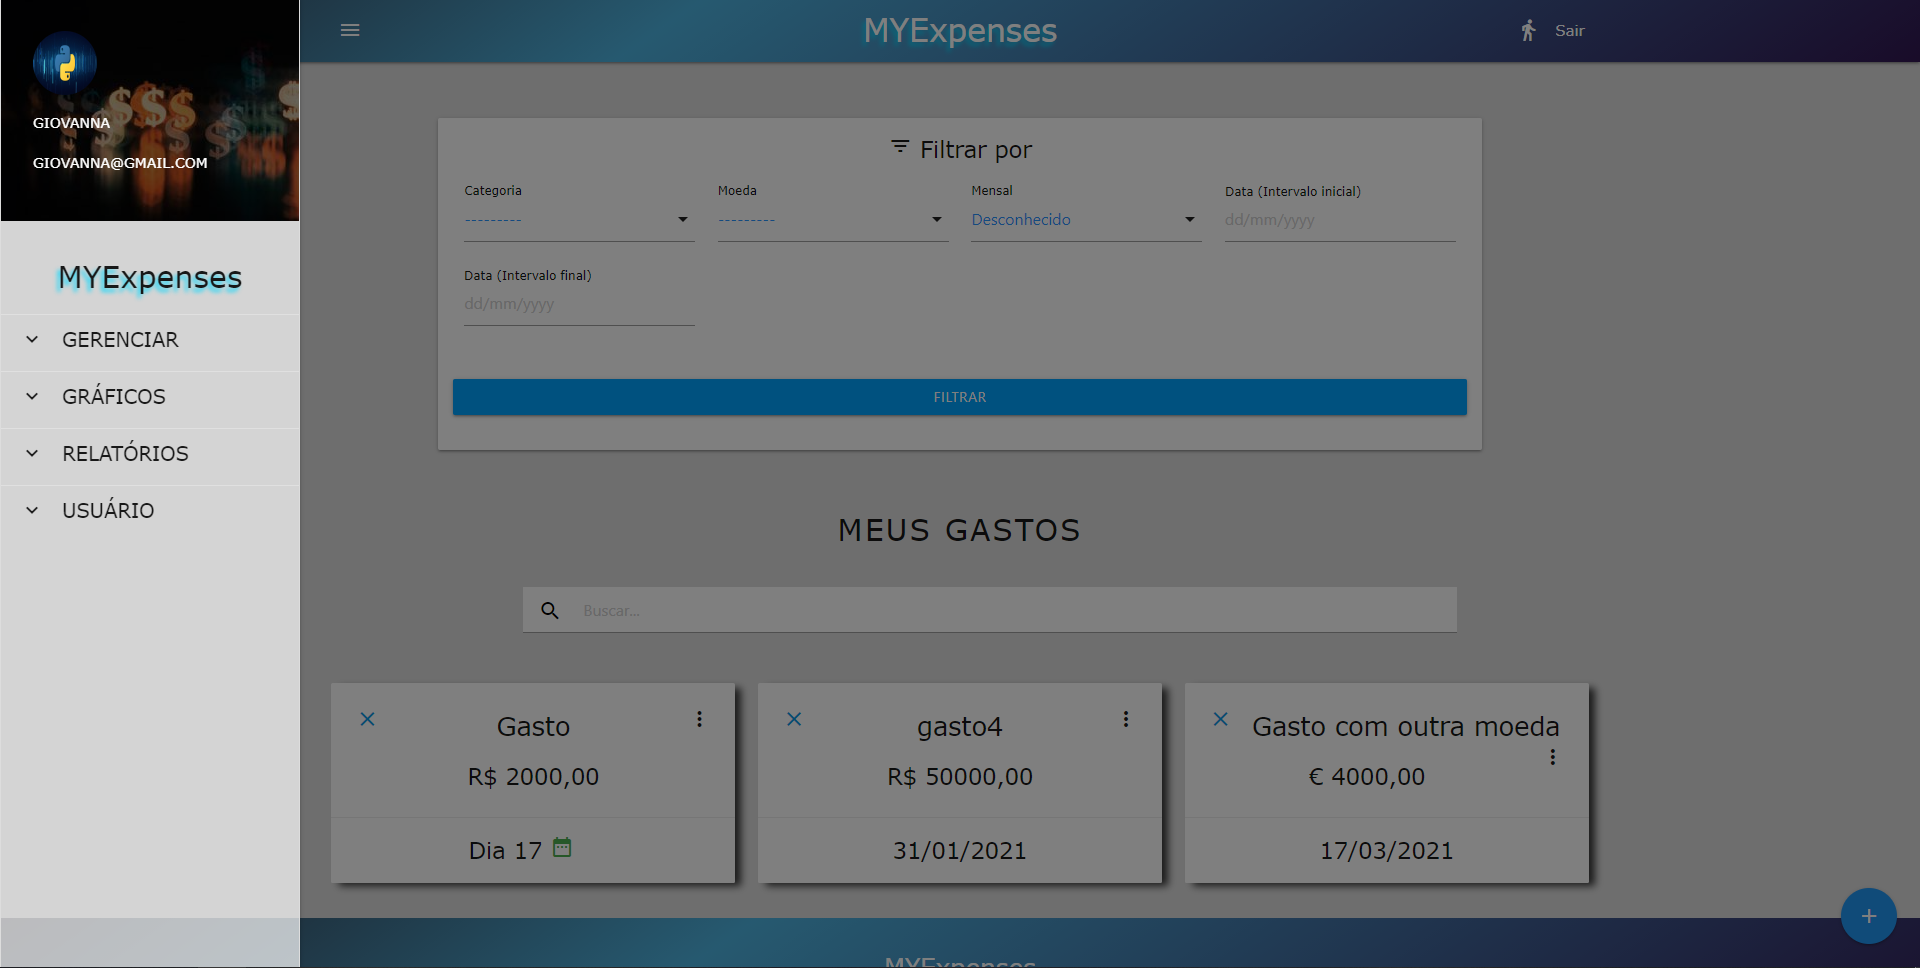 GIOVANNA
GIOVANNA@GMAIL.COM
MYExpenses
GERENCIAR
GRÁFICOS
RELATÓRIOS
USUÁRIO
MYExpenses
Sair
Filtrar por
Categoria
---------
Moeda
---------
Mensal
Desconhecido
Data (Intervalo inicial)
dd/mm/yyyy
Data (Intervalo final)
dd/mm/yyyy
FILTRAR
MEUS GASTOS
Buscar...
Gasto
R$ 2000,00
Dia 17
gasto4
R$ 50000,00
31/01/2021
Gasto com outra moeda
€ 4000,00
17/03/2021
MYExpenses